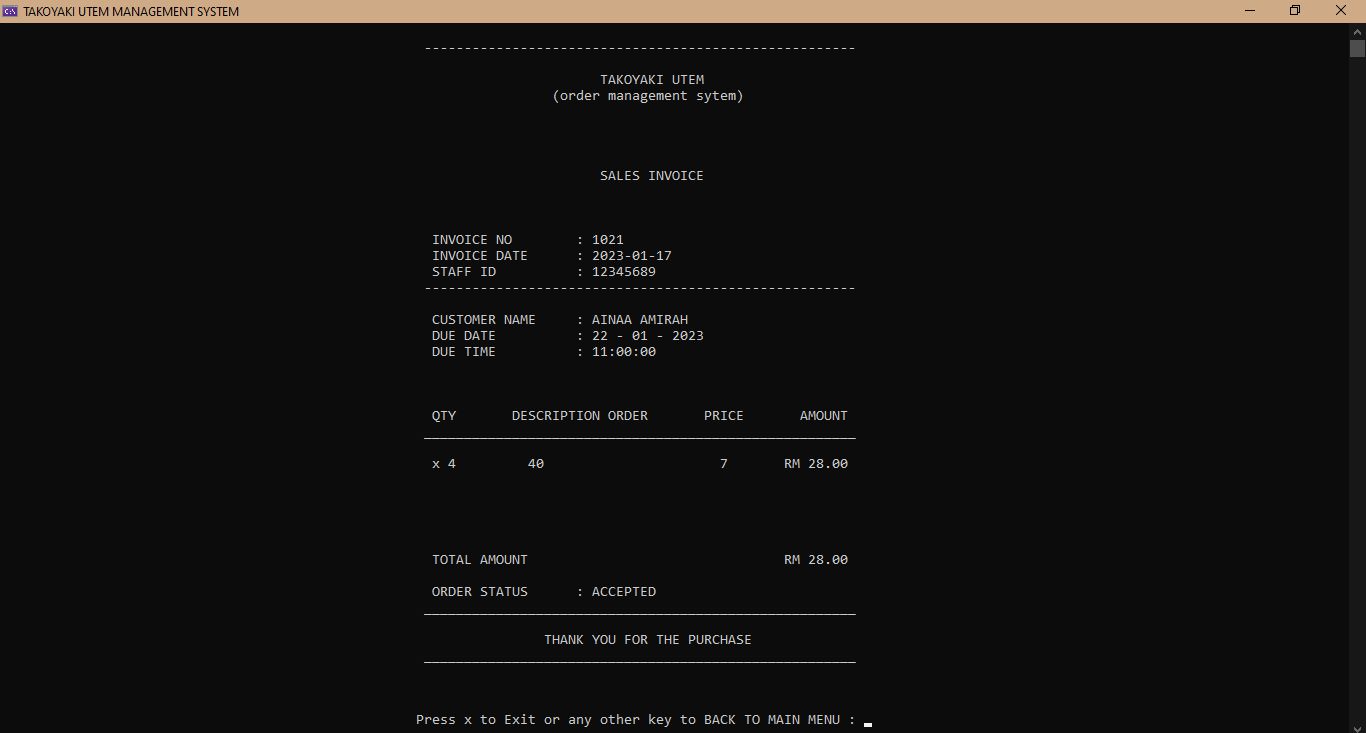 TAKOYAKI UTEM MANAGEMENT SYSTEM
------------------------------------------------------
TAKOYAKI UTEM
(order management sytem)
SALES INVOICE
INVOICE NO : 1021
INVOICE DATE : 2023-01-17
STAFF ID : 12345689
------------------------------------------------------
CUSTOMER NAME : AINAA AMIRAH
DUE DATE : 22 - 01 - 2023
DUE TIME : 11:00:00
QTY DESCRIPTION ORDER PRICE AMOUNT
x 4 40 7 RM 28.00
TOTAL AMOUNT RM 28.00
ORDER STATUS : ACCEPTED
THANK YOU FOR THE PURCHASE
Press x to Exit or any other key to BACK TO MAIN MENU :